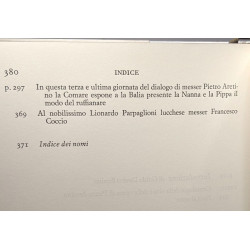 380
INDICE
p. 297 In questa terza e ultima giornata del dialogo di messer Pietro Areti-
no la Comare espone a la Balia presente la Nanna e la Pippa il
modo del ruffianare
369 Al nobilissimo Lionardo Parpaglioni lucchese messer Francesco
Coccio
371 Indice dei nomi